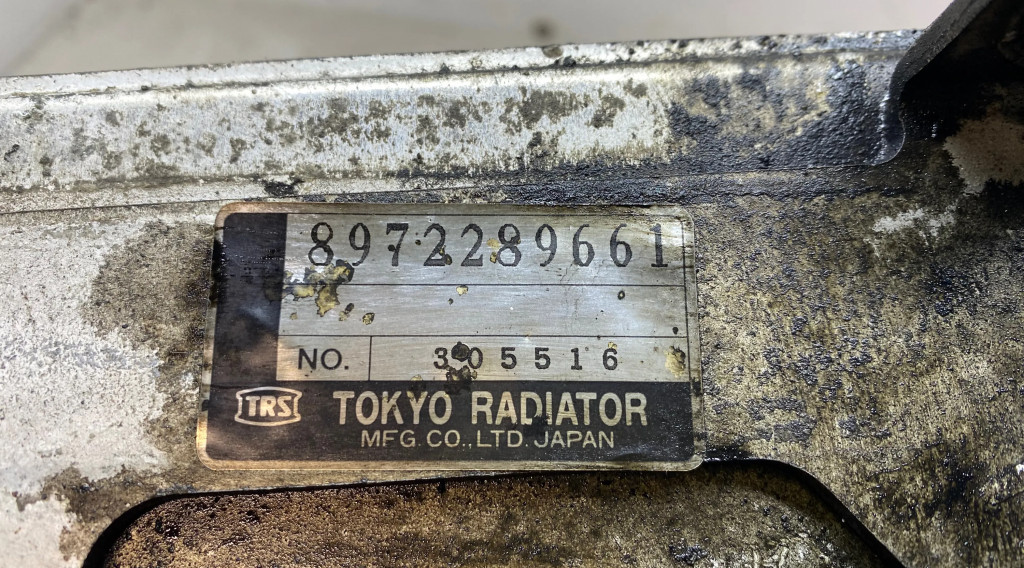 8972289661
NO. 305516
TRS TOKYO RADIATOR
MFG. CO., LTD. JAPAN